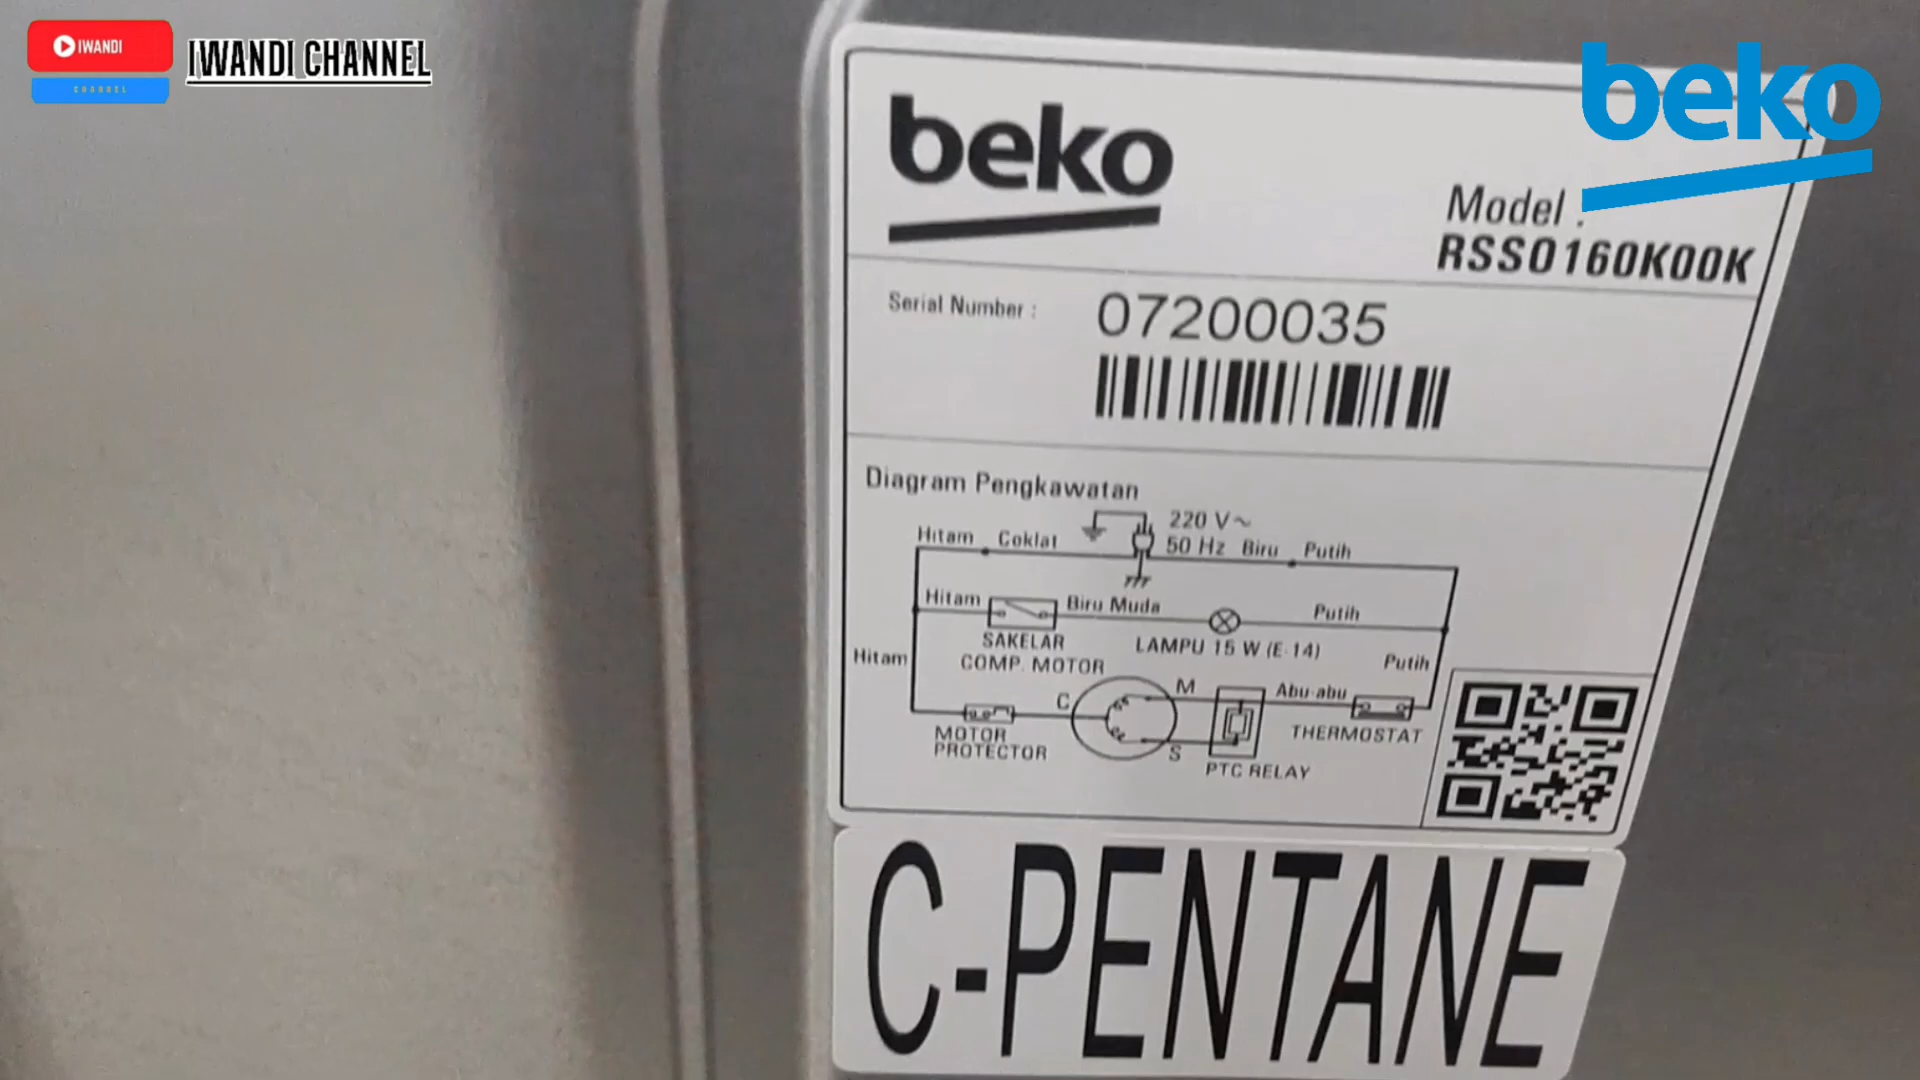 IWANDI
CHANNEL
IWANDI CHANNEL
beko
beko
Model :
RSSO160K00K
Serial Number :
07200035
Diagram Pengkawatan
220 V~
50 Hz
Hitam
Coklat
Biru
Putih
Hitam
Biru Muda
Putih
SAKELAR
LAMPU 15 W (E-14)
Hitam
COMP. MOTOR
Putih
C
M
Abu-abu
MOTOR
PROTECTOR
S
THERMOSTAT
PTC RELAY
C-PENTANE